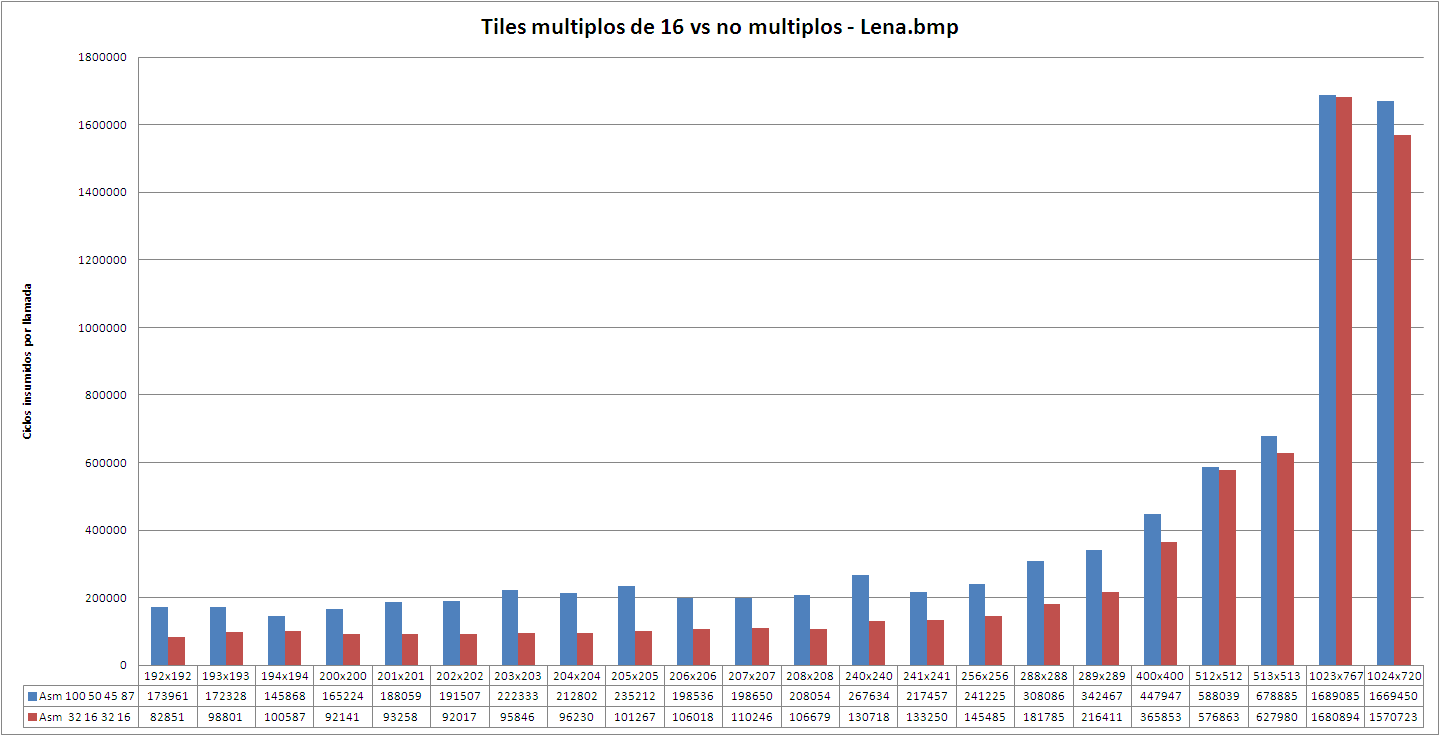 Tiles multiplos de 16 vs no multiplos - Lena.bmp
1800000
1600000
1400000
1200000
1000000
800000
600000
400000
200000
0
Ciclos insumidos por llamada
192x192 193x193 194x194 200x200 201x201 202x202 203x203 204x204 205x205 206x206 207x207 208x208 240x240 241x241 256x256 288x288 289x289 400x400 512x512 513x513 1023x767 1024x720
Asm 100 50 45 87 173961 172328 145868 165224 188059 191507 222333 212802 235212 198536 198650 208054 267634 217457 241225 308086 342467 447947 588039 678885 1689085 1669450
Asm 32 16 32 16 82851 98801 100587 92141 93258 92017 95846 96230 101267 106018 110246 106679 130718 133250 145485 181785 216411 365853 576863 627980 1680894 1570723